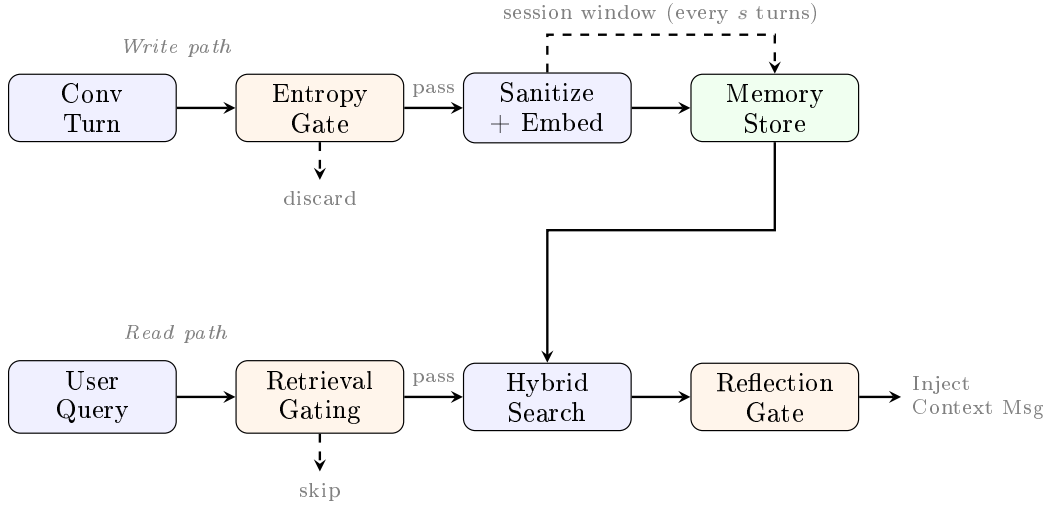 session window (every s turns)
Write path
Conv
Turn
Entropy
Gate
pass
Sanitize
+ Embed
Memory
Store
discard
Read path
User
Query
Retrieval
Gating
pass
Hybrid
Search
Reflection
Gate
Inject
Context Msg
skip